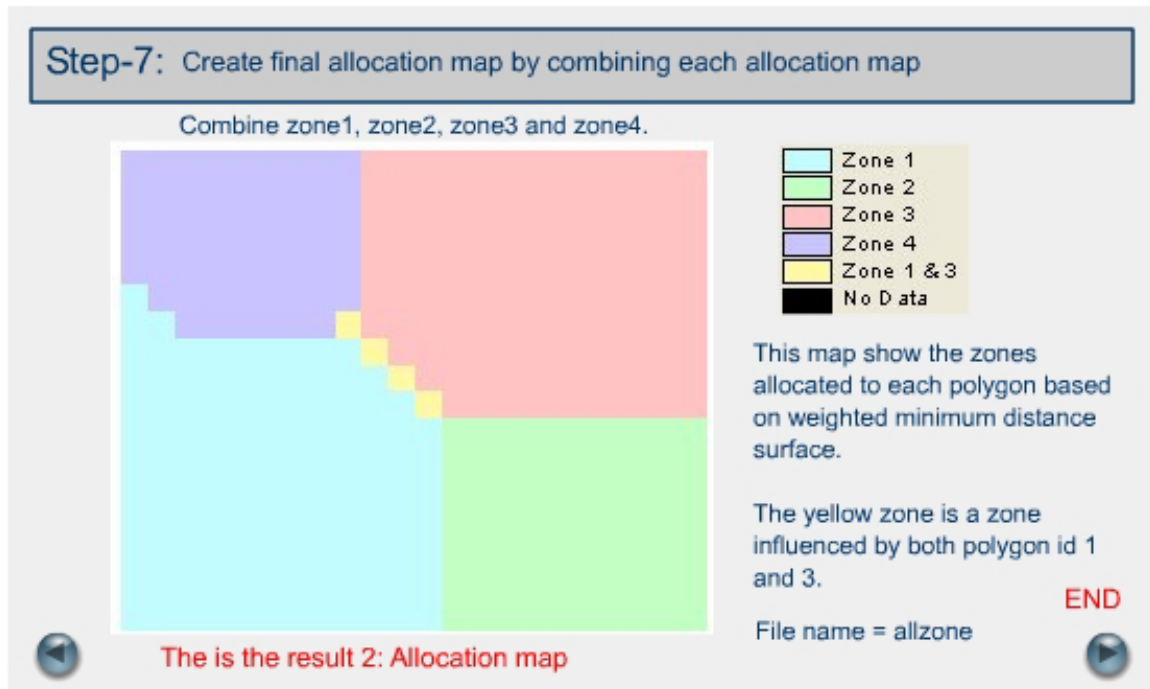 Step-7: Create final allocation map by combining each allocation map
Combine zone1, zone2, zone3 and zone4.
Zone 1
Zone 2
Zone 3
Zone 4
Zone 1 & 3
No Data
This map show the zones
allocated to each polygon based
on weighted minimum distance
surface.
The yellow zone is a zone
influenced by both polygon id 1
and 3.
END
File name = allzone
The is the result 2: Allocation map